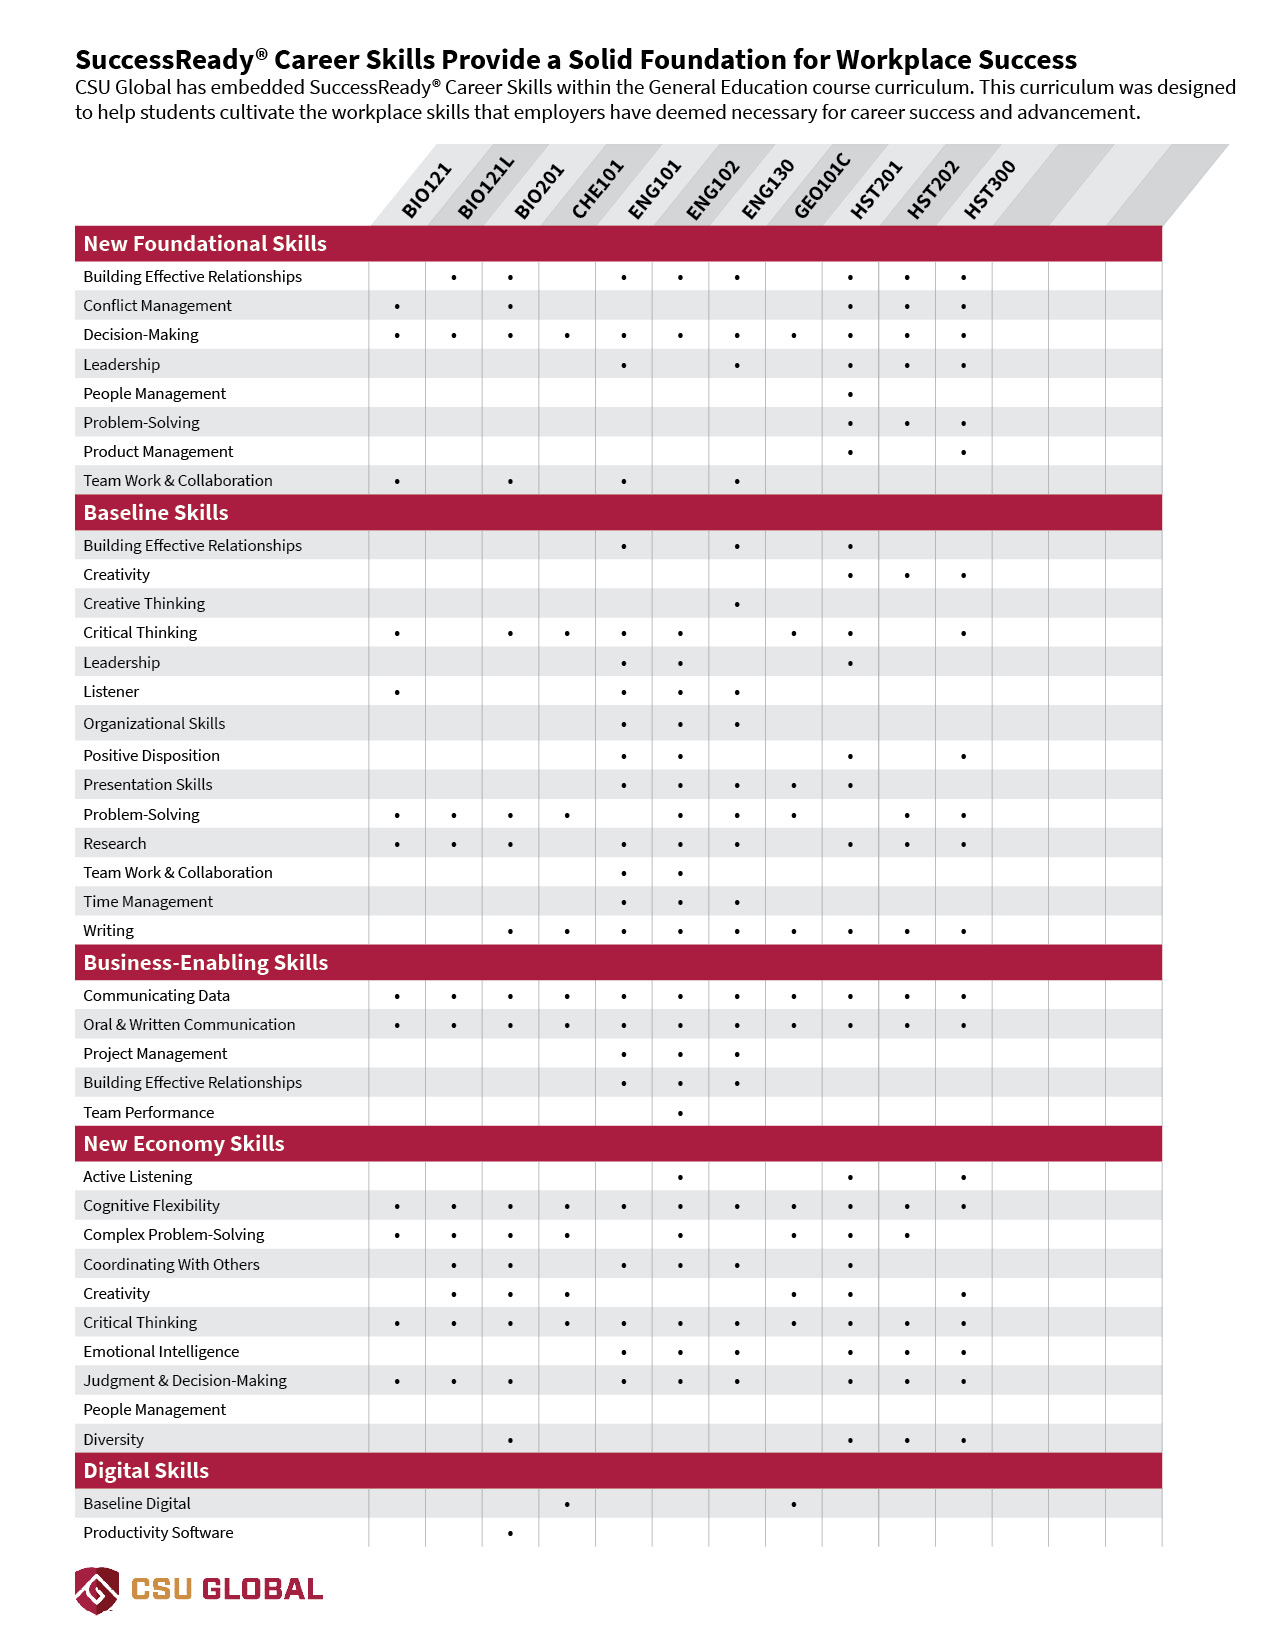 SuccessReady® Career Skills Provide a Solid Foundation for Workplace Success
CSU Global has embedded SuccessReady® Career Skills within the General Education course curriculum. This curriculum was designed
to help students cultivate the workplace skills that employers have deemed necessary for career success and advancement.
BIO121 BIO121L BIO201 CHE101 ENG101 ENG102 ENG130 GEO101C HST201 HST202 HST300
New Foundational Skills
Building Effective Relationships • • • • • • • •
Conflict Management • • • • •
Decision-Making • • • • • • • • • • •
Leadership • • • • •
People Management •
Problem-Solving • • •
Product Management • •
Team Work & Collaboration • • • •
Baseline Skills
Building Effective Relationships • • •
Creativity • • •
Creative Thinking •
Critical Thinking • • • • • • • •
Leadership • • •
Listener • • • •
Organizational Skills • • •
Positive Disposition • • • •
Presentation Skills • • • • •
Problem-Solving • • • • • • • • •
Research • • • • • • • • •
Team Work & Collaboration • •
Time Management • • •
Writing • • • • • • • • •
Business-Enabling Skills
Communicating Data • • • • • • • • • • •
Oral & Written Communication • • • • • • • • • • •
Project Management • • •
Building Effective Relationships • • •
Team Performance •
New Economy Skills
Active Listening • • •
Cognitive Flexibility • • • • • • • • • • •
Complex Problem-Solving • • • • • • • •
Coordinating With Others • • • • • •
Creativity • • • • • •
Critical Thinking • • • • • • • • • • •
Emotional Intelligence • • • • • •
Judgment & Decision-Making • • • • • • • • •
People Management
Diversity • • • •
Digital Skills
Baseline Digital • •
Productivity Software •
CSU GLOBAL